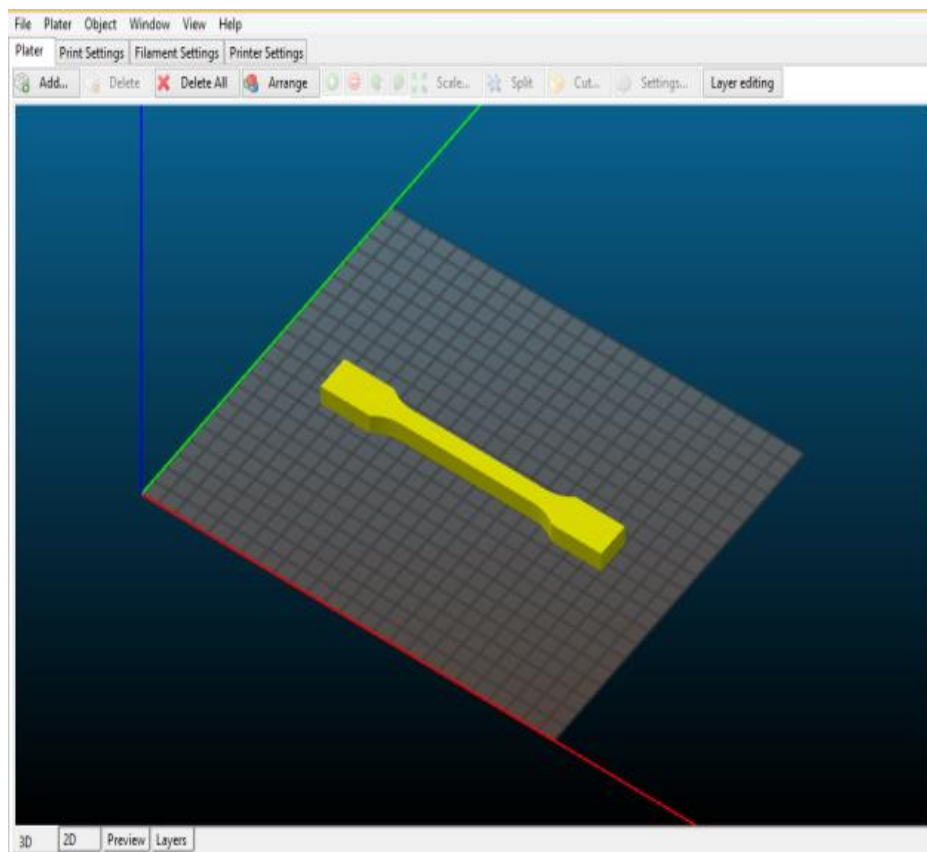 File Plater Object Window View Help
Plater Print Settings Filament Settings Printer Settings
Add... Delete Delete All Arrange Scale... Split Cut... Settings... Layer editing
3D 2D Preview Layers